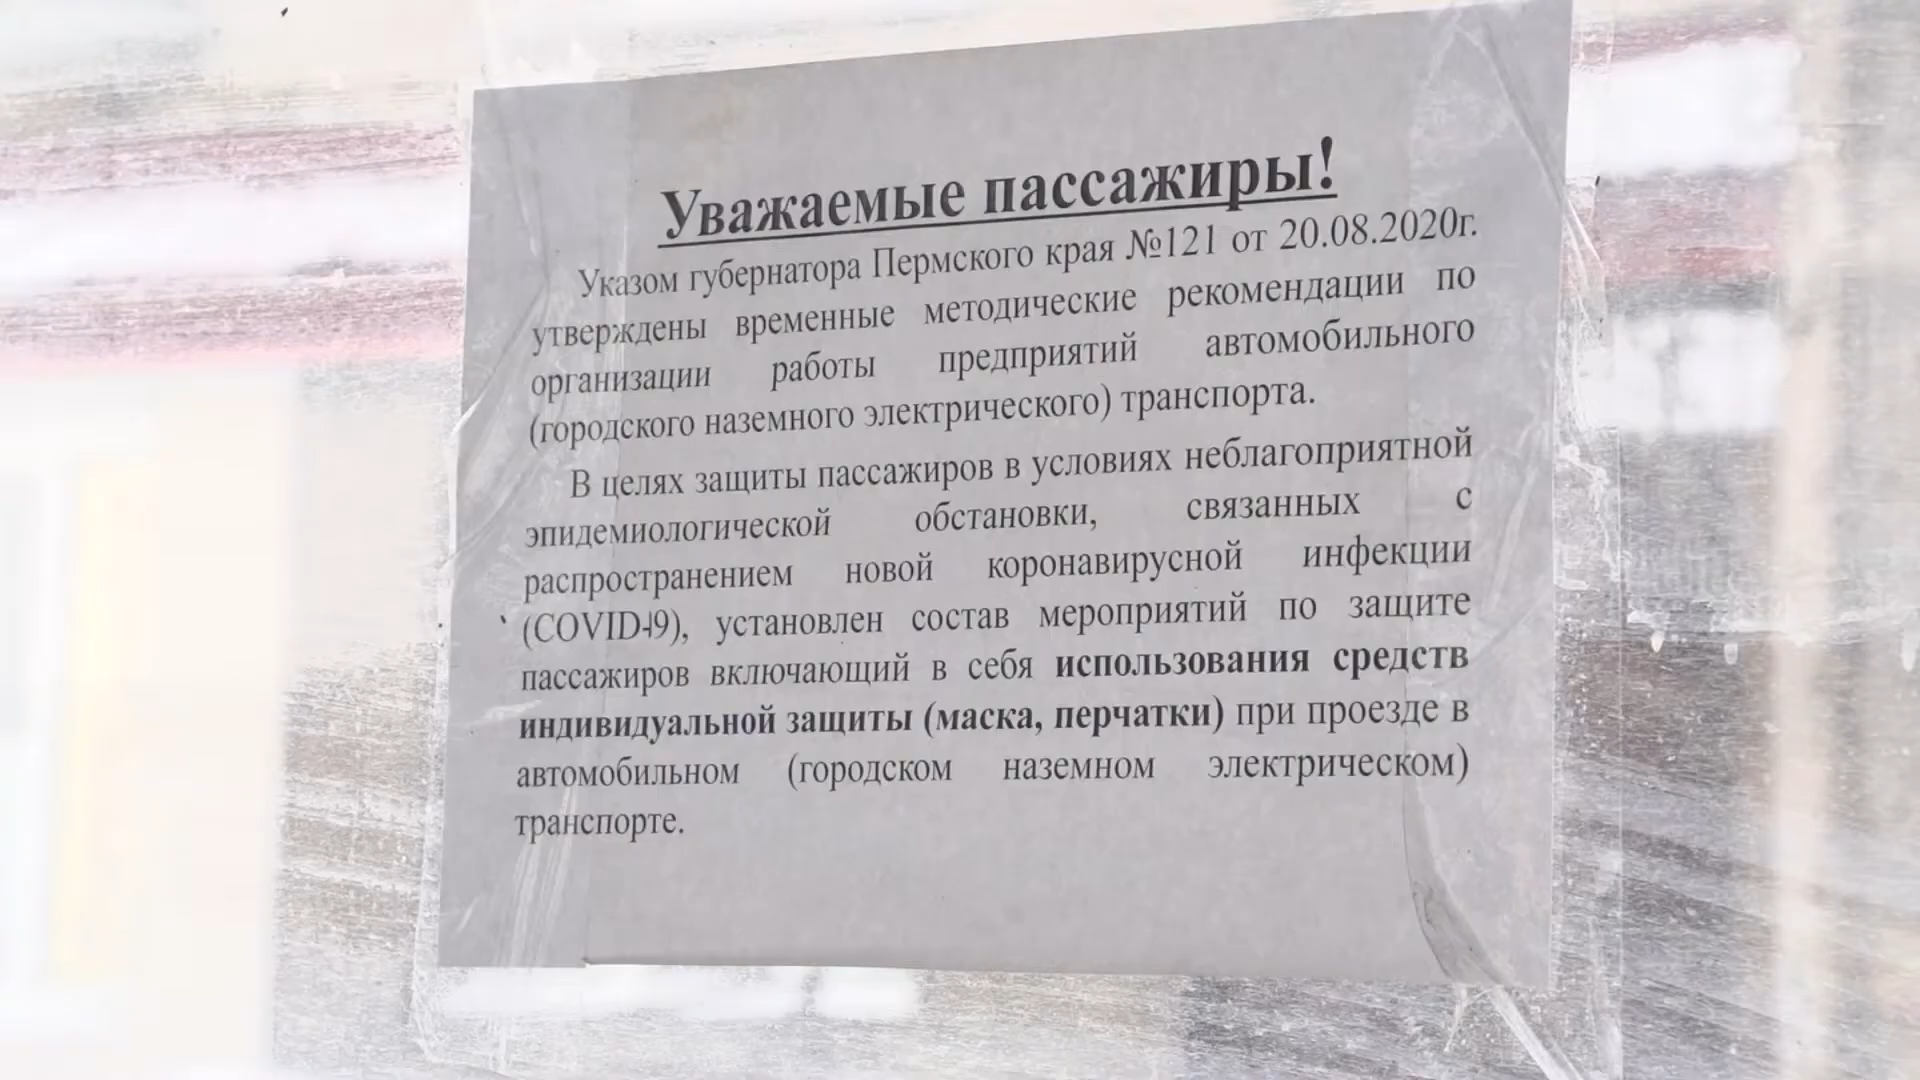 Уважаемые пассажиры!
Указом губернатора Пермского края №121 от 20.08.2020г.
утверждены временные методические рекомендации по
организации работы предприятий автомобильного
(городского наземного электрического) транспорта.
В целях защиты пассажиров в условиях неблагоприятной
эпидемиологической обстановки, связанных с
распространением новой коронавирусной инфекции
(COVID-19), установлен состав мероприятий по защите
пассажиров включающий в себя использования средств
индивидуальной защиты (маска, перчатки) при проезде в
автомобильном (городском наземном электрическом)
транспорте.